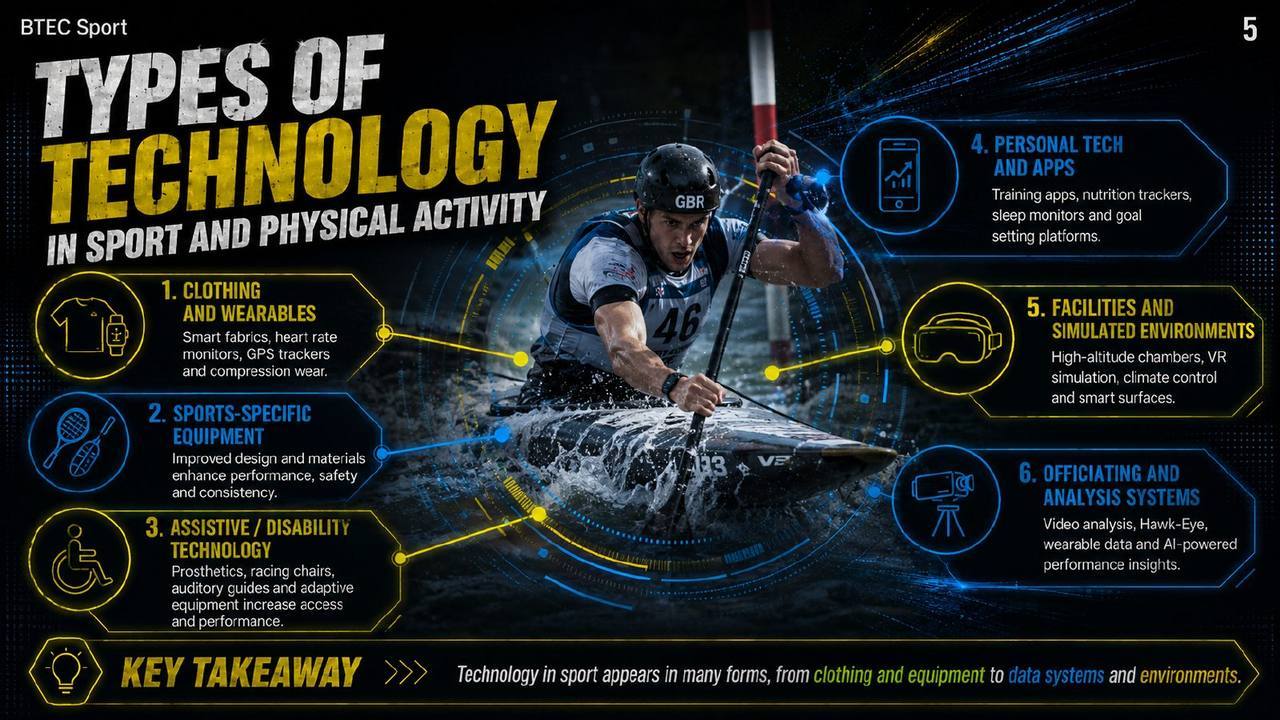 BTEC Sport
5
TYPES OF
TECHNOLOGY
IN SPORT AND PHYSICAL ACTIVITY
1. CLOTHING
AND WEARABLES
Smart fabrics, heart rate
monitors, GPS trackers
and compression wear.
2. SPORTS-SPECIFIC
EQUIPMENT
Improved design and materials
enhance performance, safety
and consistency.
3. ASSISTIVE / DISABILITY
TECHNOLOGY
Prosthetics, racing chairs,
auditory guides and adaptive
equipment increase access
and performance.
GBR
46
4. PERSONAL TECH
AND APPS
Training apps, nutrition trackers,
sleep monitors and goal
setting platforms.
5. FACILITIES AND
SIMULATED ENVIRONMENTS
High-altitude chambers, VR
simulation, climate control
and smart surfaces.
6. OFFICIATING AND
ANALYSIS SYSTEMS
Video analysis, Hawk-Eye,
wearable data and AI-powered
performance insights.
KEY TAKEAWAY
Technology in sport appears in many forms, from clothing and equipment to data systems and environments.